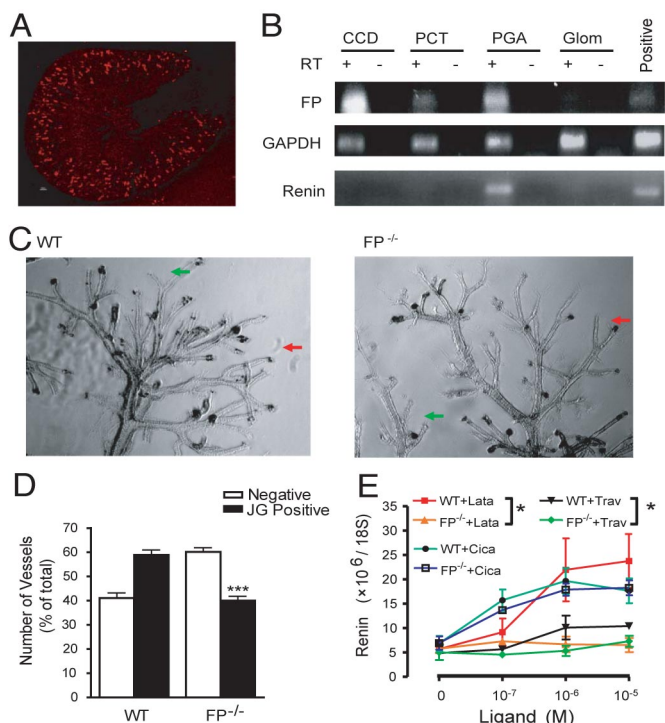 A
B
CCD PCT PGA Glom Positive
RT + - + - + - + -
FP
GAPDH
Renin
C
WT
FP -/-
D
Negative
JG Positive
Number of Vessels
(% of total)
70
60
50
40
30
20
10
0
***
WT FP-/-
E
WT+Lata
FP-/-+Lata
*
WT+Trav
FP-/-+Trav
*
WT+Cica
FP-/-+Cica
Renin (×10 6 / 18S)
35
30
25
20
15
10
5
0
0 10-7 10-6 10-5
Ligand (M)